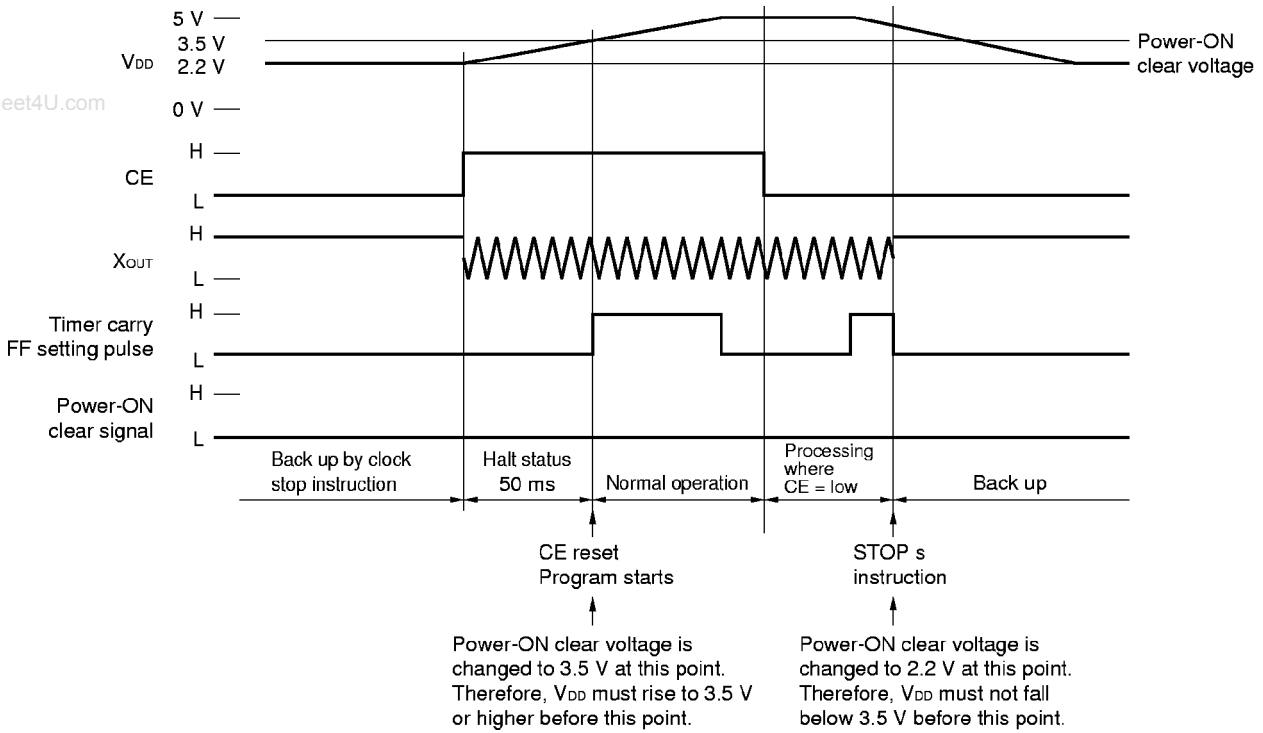 5 V
3.5 V
VDD
2.2 V
0 V
Power-ON
clear voltage
eet4U.com
H
CE
L
H
XOUT
L
H
Timer carry
FF setting pulse
L
H
Power-ON
clear signal
L
Back up by clock
stop instruction
Halt status
50 ms
Normal operation
Processing
where
CE = low
Back up
CE reset
Program starts
STOP s
instruction
Power-ON clear voltage is
changed to 3.5 V at this point.
Therefore, VDD must rise to 3.5 V
or higher before this point.
Power-ON clear voltage is
changed to 2.2 V at this point.
Therefore, VDD must not fall
below 3.5 V before this point.